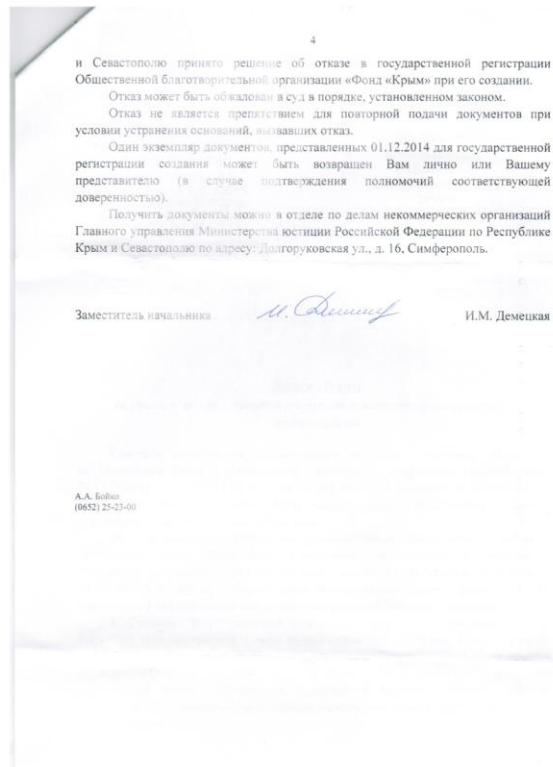 4
и Севастополю принято решение об отказе в государственной регистрации
Общественной благотворительной организации «Фонд «Крым» при его создании.
Отказ может быть обжалован в суд в порядке, установленном законом.
Отказ не является препятствием для повторной подачи документов при
условии устранения оснований, вызвавших отказ.
Один экземпляр документов, представленных 01.12.2014 для государственной
регистрации создания может быть возвращен Вам лично или Вашему
представителю (в случае подтверждения полномочий соответствующей
доверенностью).
Получить документы можно в отделе по делам некоммерческих организаций
Главного управления Министерства юстиции Российской Федерации по Республике
Крым и Севастополю по адресу: Долгоруковская ул., д. 16, Симферополь.
Заместитель начальника И.М. Демецкая
А.А.
(0652) 25-23-00